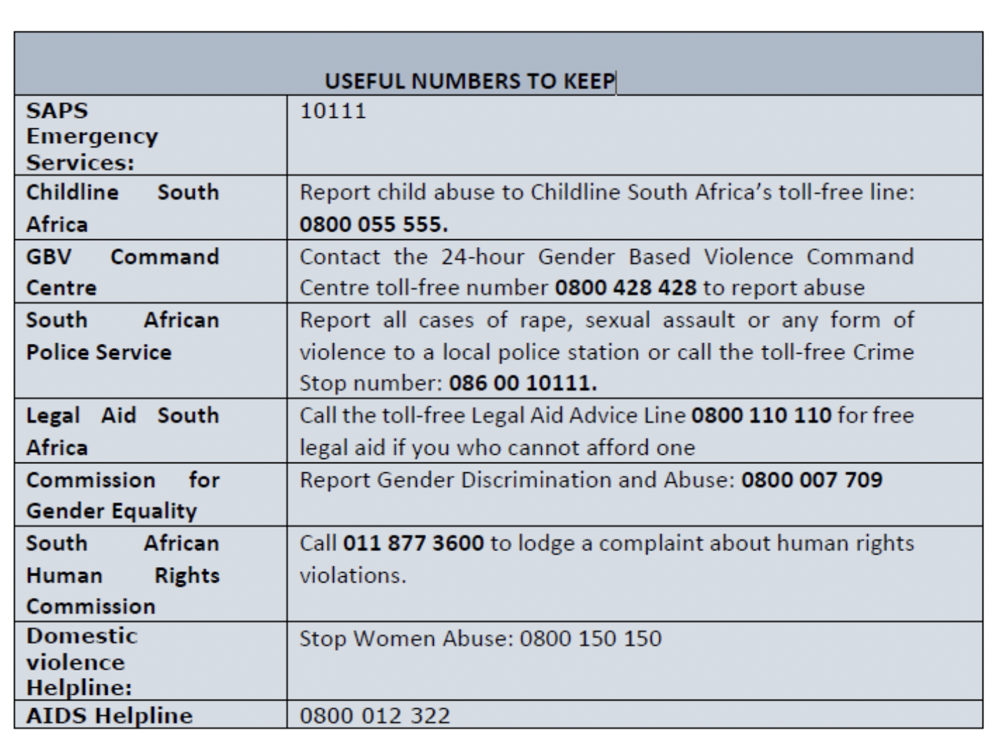 USEFUL NUMBERS TO KEEP
SAPS
Emergency
Services:
10111
Childline South
Africa
Report child abuse to Childline South Africa’s toll-free line:
0800 055 555.
GBV Command
Centre
Contact the 24-hour Gender Based Violence Command
Centre toll-free number 0800 428 428 to report abuse
South African
Police Service
Report all cases of rape, sexual assault or any form of
violence to a local police station or call the toll-free Crime
Stop number: 086 00 10111.
Legal Aid South
Africa
Call the toll-free Legal Aid Advice Line 0800 110 110 for free
legal aid if you who cannot afford one
Commission for
Gender Equality
Report Gender Discrimination and Abuse: 0800 007 709
South African
Human Rights
Commission
Call 011 877 3600 to lodge a complaint about human rights
violations.
Domestic
violence
Helpline:
Stop Women Abuse: 0800 150 150
AIDS Helpline
0800 012 322